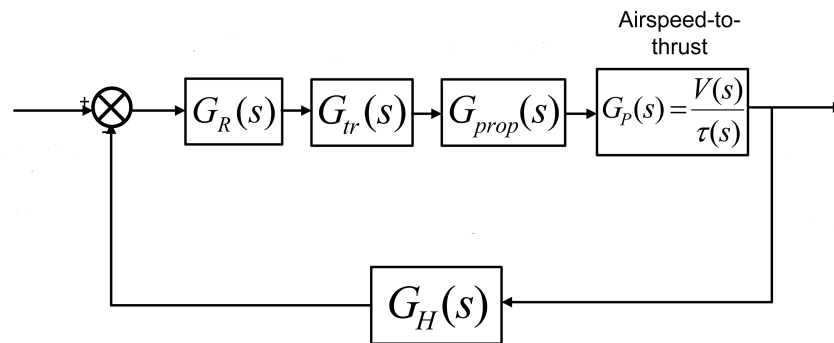 Airspeed-to-
thrust
+
G_R(s)
G_tr(s)
G_prop(s)
G_P(s) = V(s)/τ(s)
-
G_H(s)